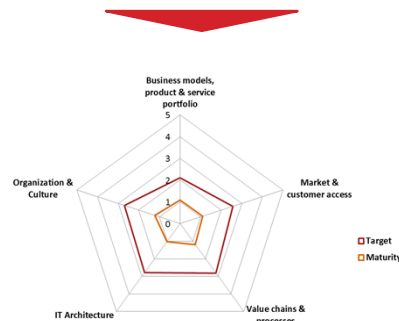 Business models,
product & service
portfolio
5
4
3
2
1
0
Organization &
Culture
Market &
customer access
Target
Maturity
IT Architecture
Value chains &
processes